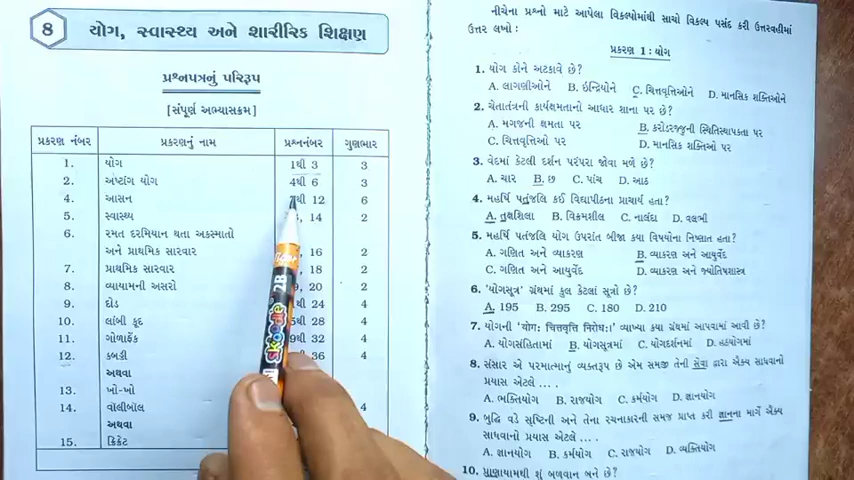 8 યોગ, સ્વાસ્થ્ય અને શારીરિક શિક્ષણ
પ્રશ્નપત્રનું પરિરૂપ
[સંપૂર્ણ અભ્યાસક્રમ]
પ્રકરણ નંબર પ્રકરણનું નામ પ્રશ્નનંબર ગુણભાર
1. યોગ 1થી 3 3
2. અષ્ટાંગ યોગ 4થી 6 3
4. આસન થી 12 6
5. સ્વાસ્થ્ય , 14 2
6. રમત દરમિયાન થતા અકસ્માતો
અને પ્રાથમિક સારવાર , 16 2
7. પ્રાથમિક સારવાર , 18 2
8. વ્યાયામની અસરો , 20 2
9. દોડ થી 24 4
10. લાંબી કૂદ થી 28 4
11. ગોળાફેંક 9થી 32 4
12. કબડ્ડી 36 4
અથવા
13. ખો-ખો
14. વૉલીબૉલ 4
અથવા
15. ક્રિકેટ
નીચેના પ્રશ્નો માટે આપેલા વિકલ્પોમાંથી સાચો વિકલ્પ પસંદ કરી ઉત્તરવહીમાં
ઉત્તર લખો :
પ્રકરણ 1 : યોગ
1. યોગ કોને અટકાવે છે?
A. લાગણીઓને B. ઇન્દ્રિયોને C. ચિત્તવૃત્તિઓને D. માનસિક શક્તિઓને
2. ચેતાતંત્રની કાર્યક્ષમતાનો આધાર શાના પર છે?
A. મગજની ક્ષમતા પર B. કરોડરજ્જુની સ્થિતિસ્થાપકતા પર
C. ચિત્તવૃત્તિઓ પર D. માનસિક શક્તિઓ પર
3. વેદમાં કેટલી દર્શન પરંપરા જોવા મળે છે?
A. ચાર B. છ C. પાંચ D. આઠ
4. મહર્ષિ પતંજલિ કઈ વિદ્યાપીઠના પ્રાચાર્ય હતા?
A. તક્ષશિલા B. વિક્રમશીલ C. નાલંદા D. વલભી
5. મહર્ષિ પતંજલિ યોગ ઉપરાંત બીજા કયા વિષયોના નિષ્ણાત હતા?
A. ગણિત અને વ્યાકરણ B. વ્યાકરણ અને આયુર્વેદ
C. ગણિત અને આયુર્વેદ D. વ્યાકરણ અને જ્યોતિષશાસ્ત્ર
6. 'યોગસૂત્ર' ગ્રંથમાં કુલ કેટલાં સૂત્રો છે?
A. 195 B. 295 C. 180 D. 210
7. યોગની 'યોગ: ચિત્તવૃત્તિ નિરોધ:।' વ્યાખ્યા કયા ગ્રંથમાં આપવામાં આવી છે?
A. યોગસંહિતામાં B. યોગસૂત્રમાં C. યોગદર્શનમાં D. હઠયોગમાં
8. સંસાર એ પરમાત્માનું વ્યક્તરૂપ છે એમ સમજી તેની સેવા દ્વારા ઐક્ય સાધવાનો
પ્રયાસ એટલે ... .
A. ભક્તિયોગ B. રાજયોગ C. કર્મયોગ D. જ્ઞાનયોગ
9. બુદ્ધિ વડે સૃષ્ટિની અને તેના રચનાકારની સમજ પ્રાપ્ત કરી જ્ઞાનના માર્ગે ઐક્ય
સાધવાનો પ્રયાસ એટલે ... .
A. જ્ઞાનયોગ B. કર્મયોગ C. રાજયોગ D. ભક્તિયોગ
10. પ્રાણાયામથી શું બળવાન બને છે?
skoodle 2B